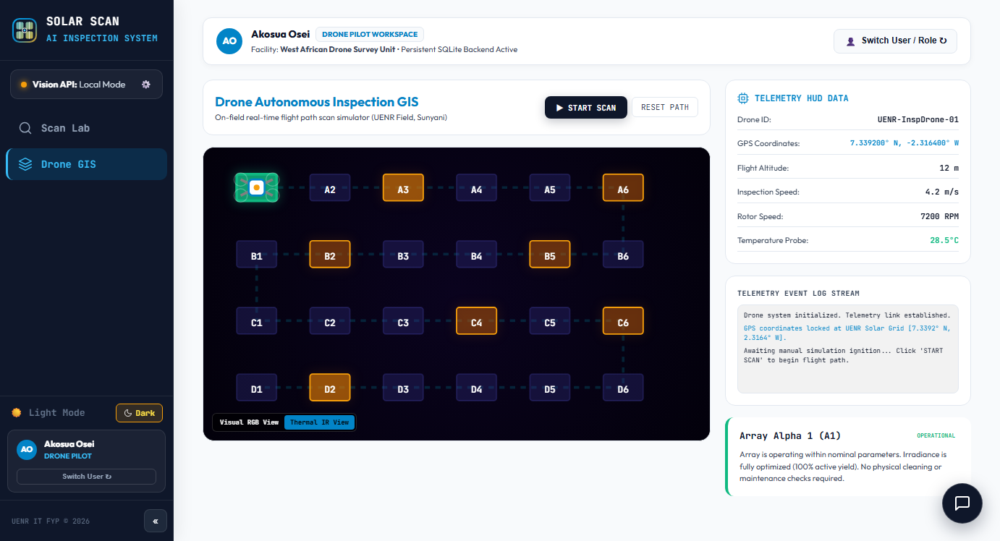 SOLAR SCAN
AI INSPECTION SYSTEM
Vision API: Local Mode
Scan Lab
Drone GIS
Light Mode
Dark
AO
Akosua Osei
DRONE PILOT
Switch User ↻
UENR IT FYP © 2026
«
AO
Akosua Osei DRONE PILOT WORKSPACE
Facility: West African Drone Survey Unit • Persistent SQLite Backend Active
Switch User / Role ↻
Drone Autonomous Inspection GIS
On-field real-time flight path scan simulator (UENR Field, Sunyani)
▶ START SCAN
RESET PATH
A2 A3 A4 A5 A6
B1 B2 B3 B4 B5 B6
C1 C2 C3 C4 C5 C6
D1 D2 D3 D4 D5 D6
Visual RGB View Thermal IR View
TELEMETRY HUD DATA
Drone ID: UENR-InspDrone-01
GPS Coordinates: 7.339200° N, -2.316400° W
Flight Altitude: 12 m
Inspection Speed: 4.2 m/s
Rotor Speed: 7200 RPM
Temperature Probe: 28.5°C
TELEMETRY EVENT LOG STREAM
Drone system initialized. Telemetry link established.
GPS coordinates locked at UENR Solar Grid [7.3392° N,
2.3164° W].
Awaiting manual simulation ignition... Click 'START
SCAN' to begin flight path.
Array Alpha 1 (A1) OPERATIONAL
Array is operating within nominal parameters. Irradiance is
fully optimized (100% active yield). No physical cleaning or
maintenance checks required.